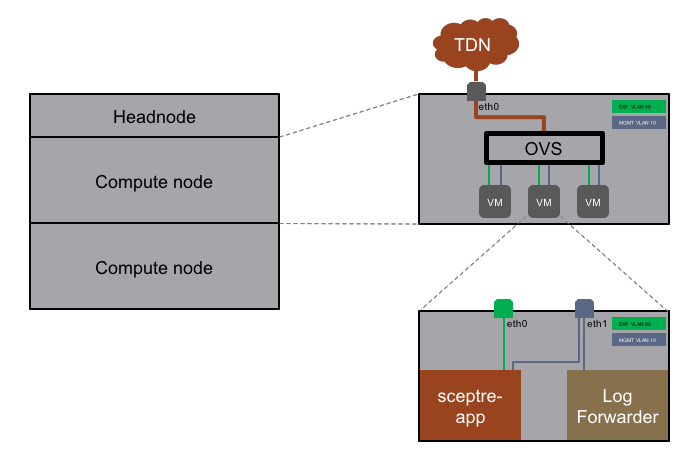 TDN
eth0
EXP VLAN 99
MGMT VLAN 10
Headnode
OVS
Compute node
VM
VM
VM
Compute node
eth0
eth1
EXP VLAN 99
MGMT VLAN 10
sceptre-
app
Log
Forwarder